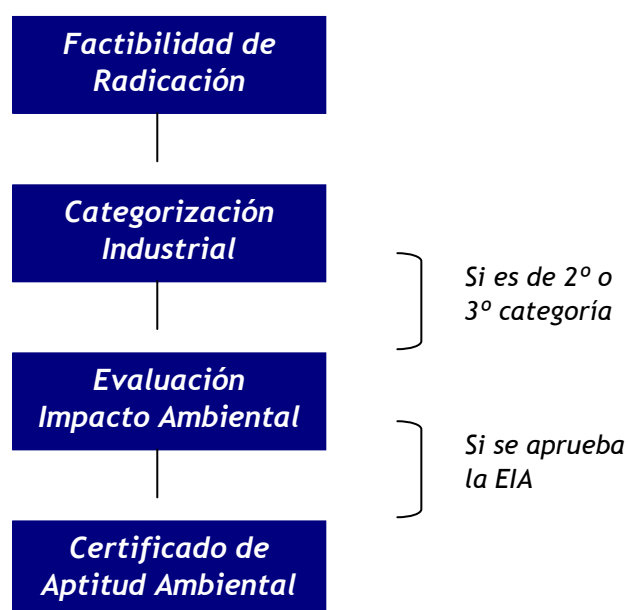 Factibilidad de
Radicación
Categorización
Industrial
Si es de 2º o
3º categoría
Evaluación
Impacto Ambiental
Si se aprueba
la EIA
Certificado de
Aptitud Ambiental